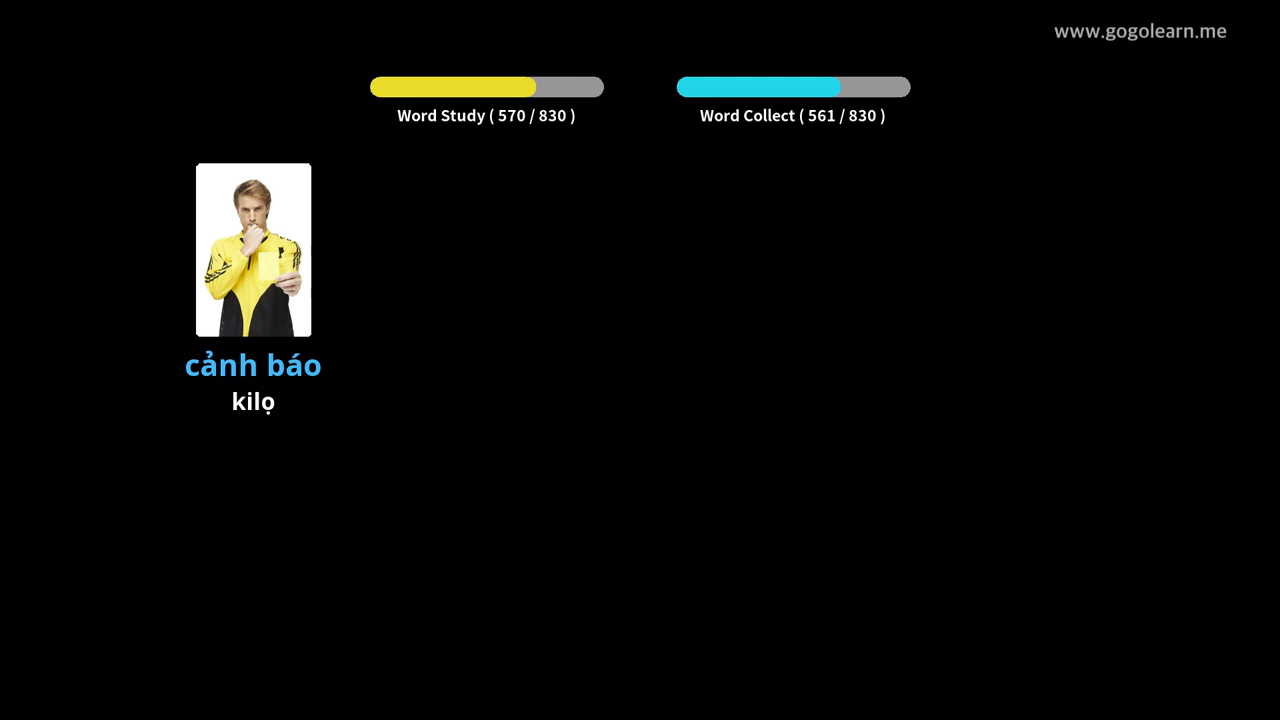 www.gogolearn.me
Word Study ( 570 / 830 )
Word Collect ( 561 / 830 )
cảnh báo
kilọ